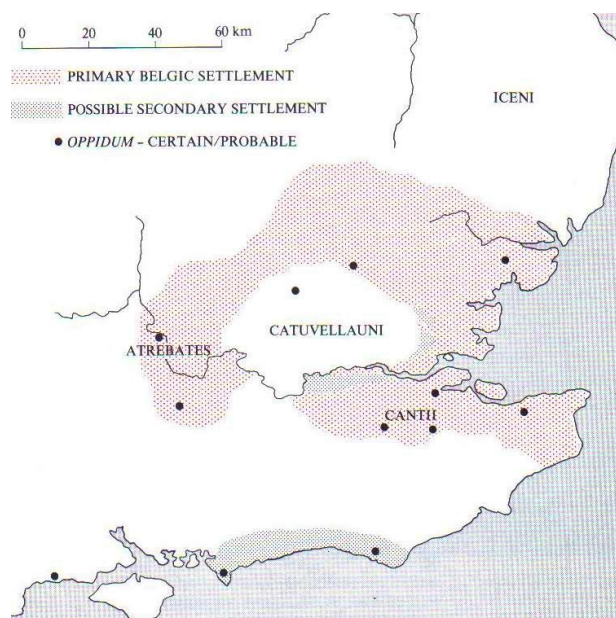 0 20 40 60 km
PRIMARY BELGIC SETTLEMENT
POSSIBLE SECONDARY SETTLEMENT
OPPIDUM – CERTAIN/PROBABLE
ICENI
CATUVELLAUNI
ATREBATES
CANTII